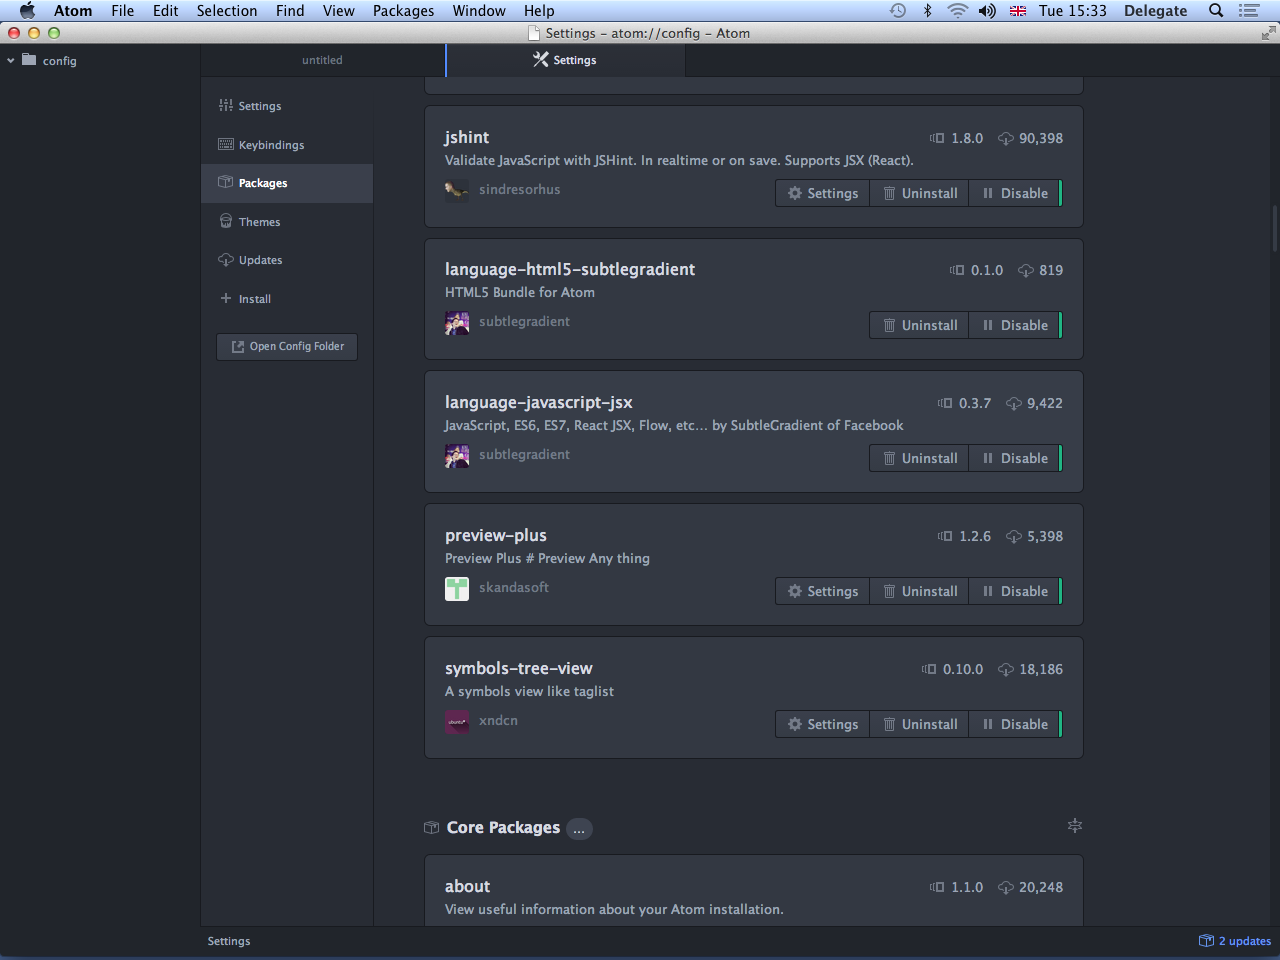 Atom File Edit Selection Find View Packages Window Help Tue 15:33 Delegate
Settings – atom://config – Atom
config
untitled
Settings
Settings
Keybindings
Packages
Themes
Updates
Install
Open Config Folder
jshint 1.8.0 90,398
Validate JavaScript with JSHint. In realtime or on save. Supports JSX (React).
sindresorhus Settings Uninstall Disable
language-html5-subtlegradient 0.1.0 819
HTML5 Bundle for Atom
subtlegradient Uninstall Disable
language-javascript-jsx 0.3.7 9,422
JavaScript, ES6, ES7, React JSX, Flow, etc... by SubtleGradient of Facebook
subtlegradient Uninstall Disable
preview-plus 1.2.6 5,398
Preview Plus # Preview Any thing
skandasoft Settings Uninstall Disable
symbols-tree-view 0.10.0 18,186
A symbols view like taglist
xndcn Settings Uninstall Disable
Core Packages ...
about 1.1.0 20,248
View useful information about your Atom installation.
Settings 2 updates